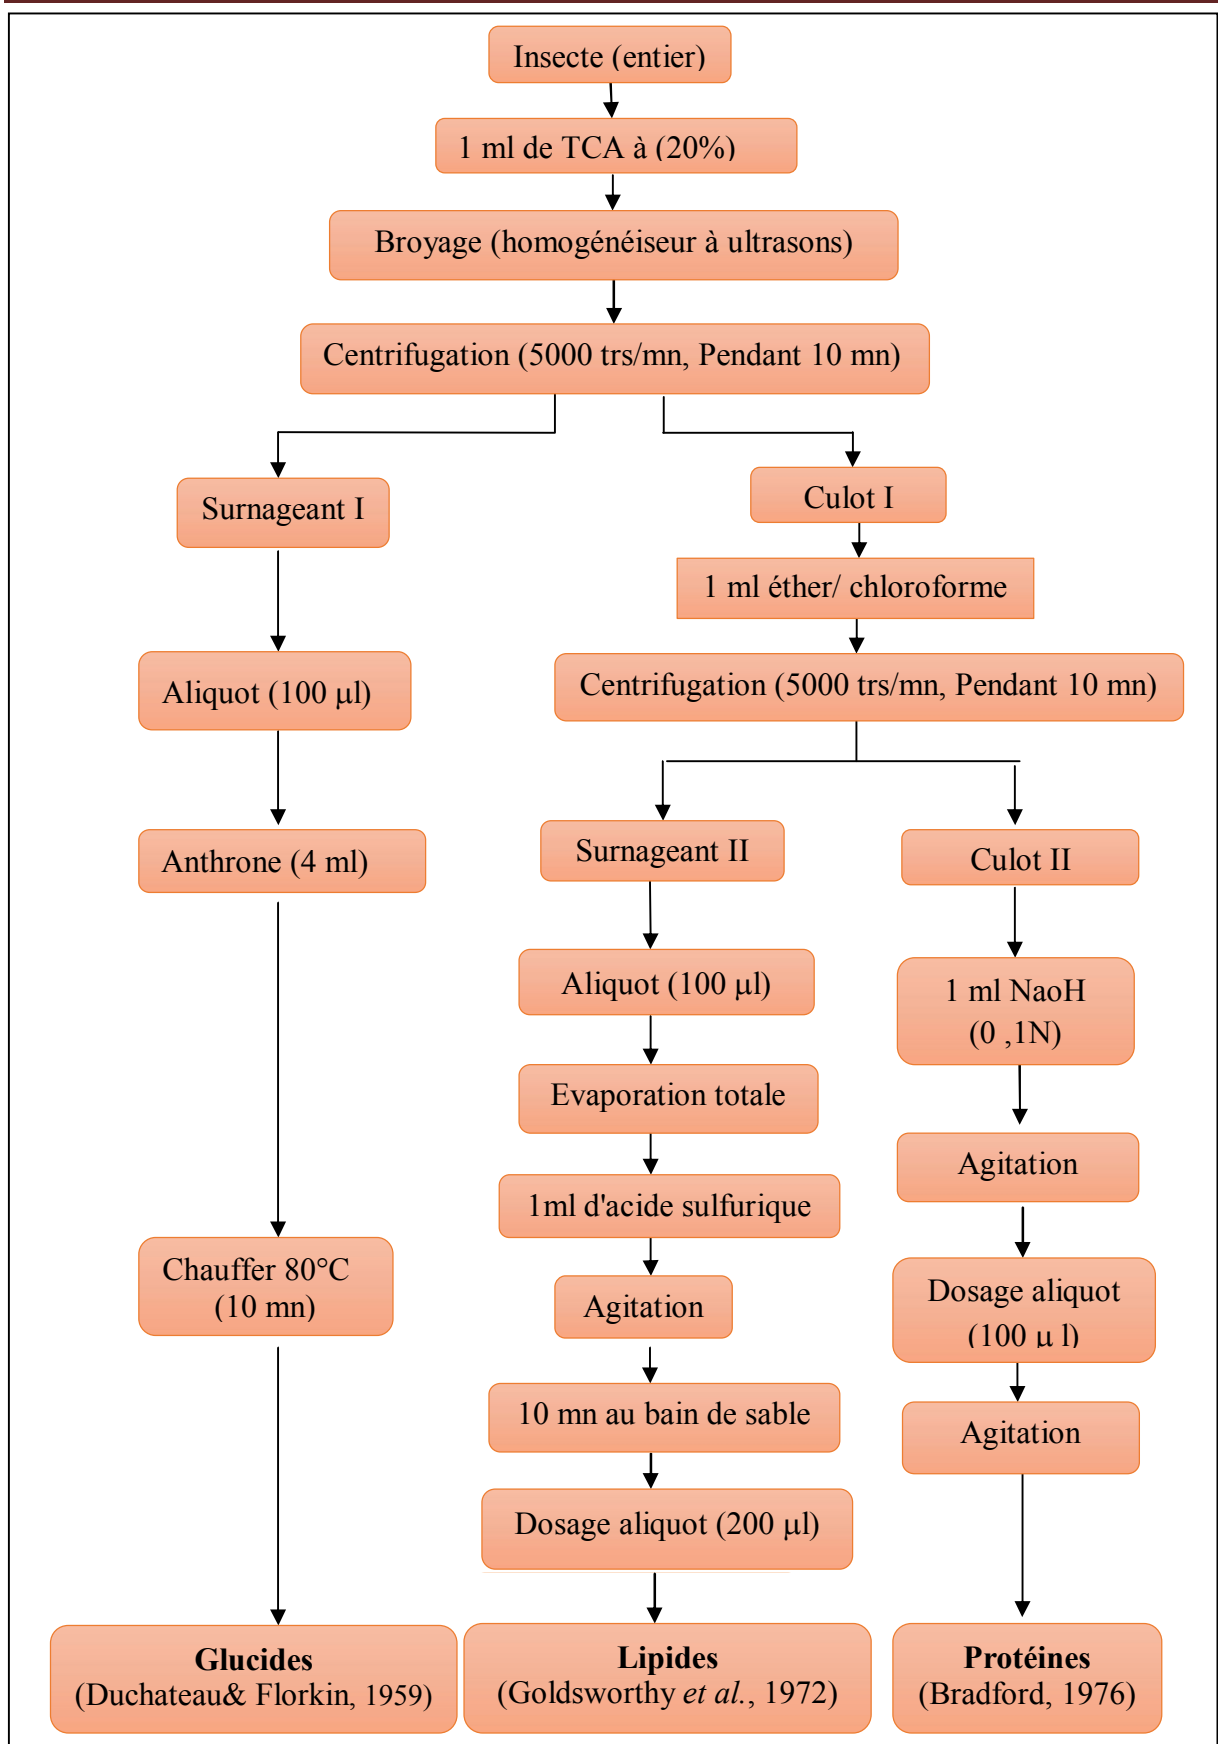 Insecte (entier)
1 ml de TCA à (20%)
Broyage (homogénéiseur à ultrasons)
Centrifugation (5000 trs/mn, Pendant 10 mn)
Surnageant I
Aliquot (100 µl)
Anthrone (4 ml)
Chauffer 80°C
(10 mn)
Glucides
(Duchateau& Florkin, 1959)
Culot I
1 ml éther/ chloroforme
Centrifugation (5000 trs/mn, Pendant 10 mn)
Surnageant II
Aliquot (100 µl)
Evaporation totale
1ml d'acide sulfurique
Agitation
10 mn au bain de sable
Dosage aliquot (200 µl)
Lipides
(Goldsworthy et al., 1972)
Culot II
1 ml NaoH
(0 ,1N)
Agitation
Dosage aliquot
(100 µ l)
Agitation
Protéines
(Bradford, 1976)